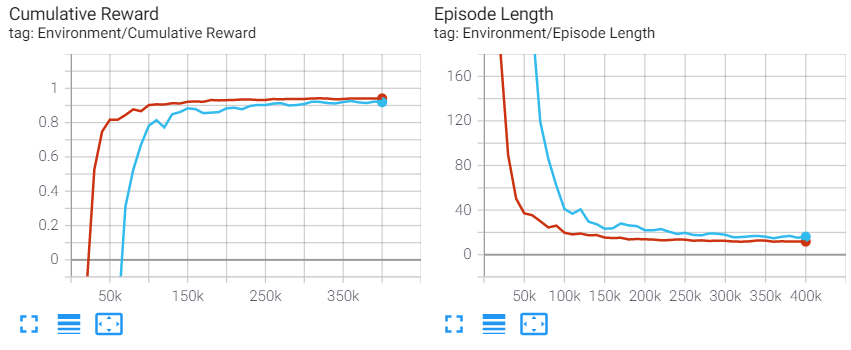 Cumulative Reward
tag: Environment/Cumulative Reward
1
0.8
0.6
0.4
0.2
0
50k 150k 250k 350k
Episode Length
tag: Environment/Episode Length
160
120
80
40
0
50k 100k 150k 200k 250k 300k 350k 400k